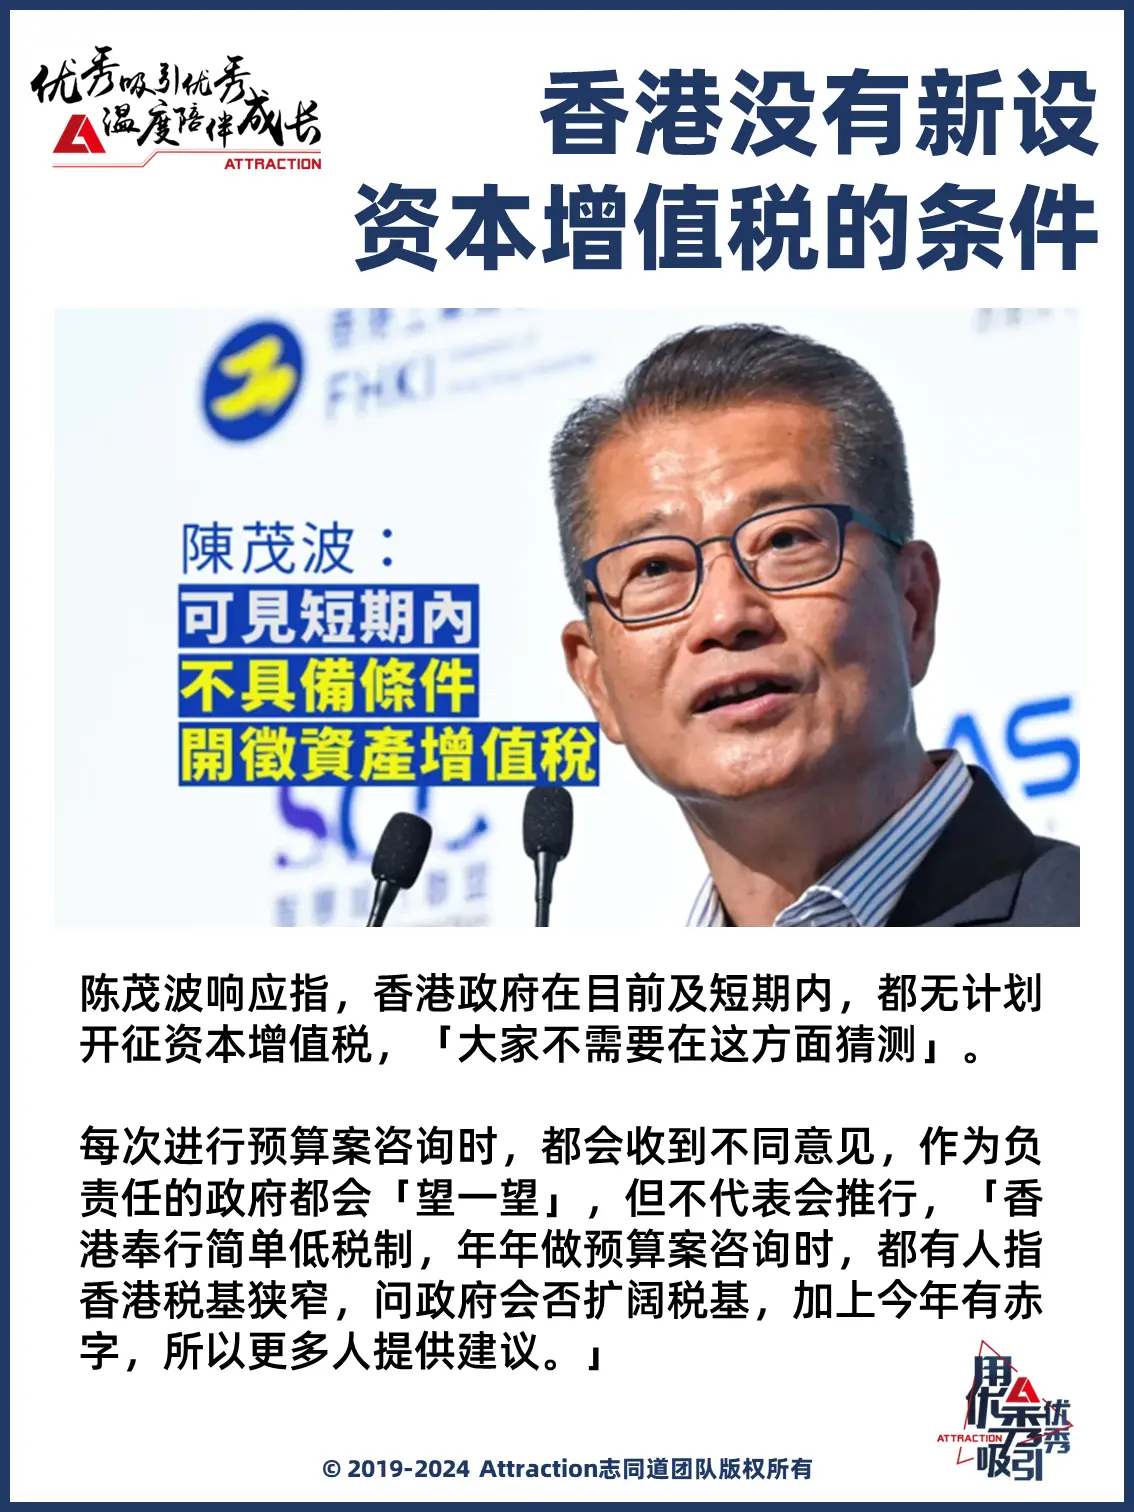 优秀吸引优秀
温度陪伴成长
ATTRACTION
香港没有新设
资本增值税的条件
FHKI
陳茂波：
可見短期內
不具備條件
開徵資產增值稅
AS
陈茂波响应指，香港政府在目前及短期内，都无计划
开征资本增值税，「大家不需要在这方面猜测」。
每次进行预算案咨询时，都会收到不同意见，作为负
责任的政府都会「望一望」，但不代表会推行，「香
港奉行简单低税制，年年做预算案咨询时，都有人指
香港税基狭窄，问政府会否扩阔税基，加上今年有赤
字，所以更多人提供建议。」
用优秀吸引优秀
ATTRACTION
© 2019-2024 Attraction志同道团队版权所有